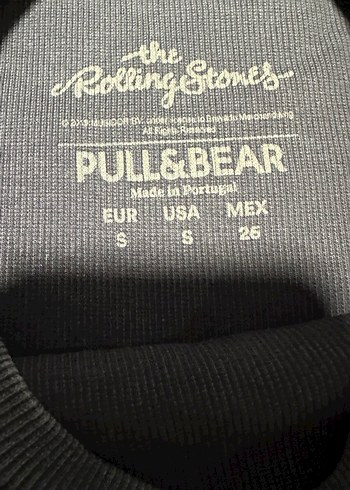 the
Rolling Stones
All Rights Reserved
PULL&BEAR
Made in Portugal
EUR USA MEX
S S 26